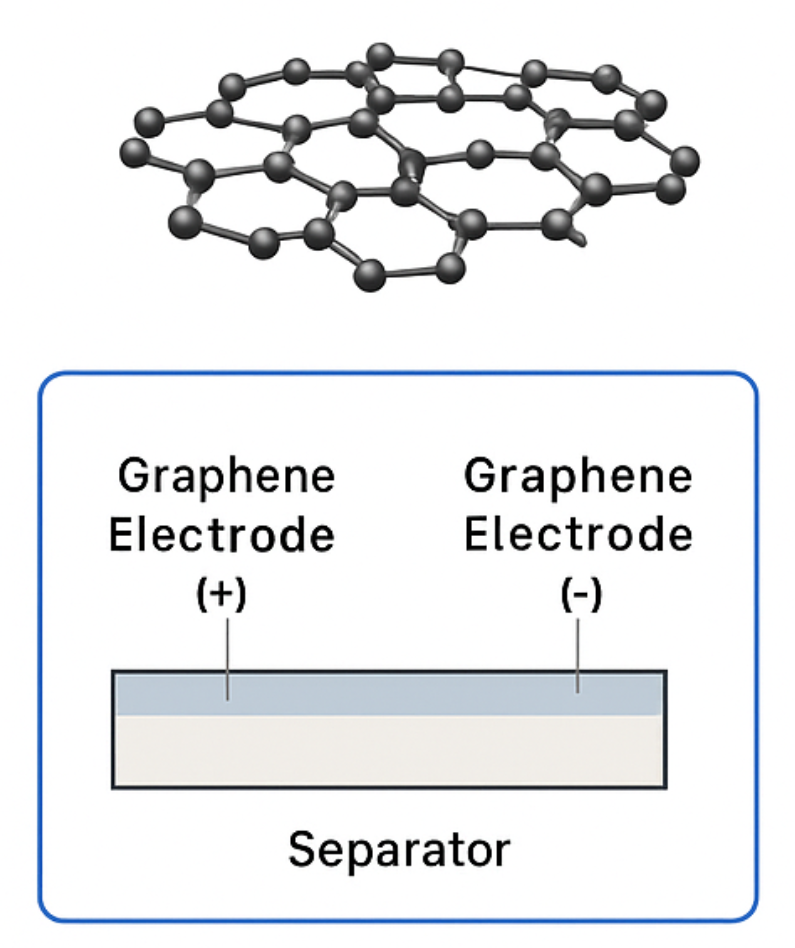 Graphene
Electrode
(+)
Graphene
Electrode
(-)
Separator